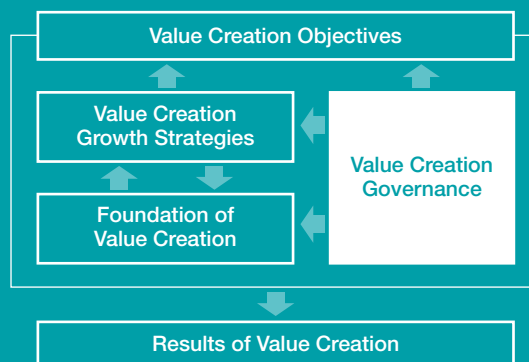 Value Creation Objectives
Value Creation
Growth Strategies
Value Creation
Governance
Foundation of
Value Creation
Results of Value Creation